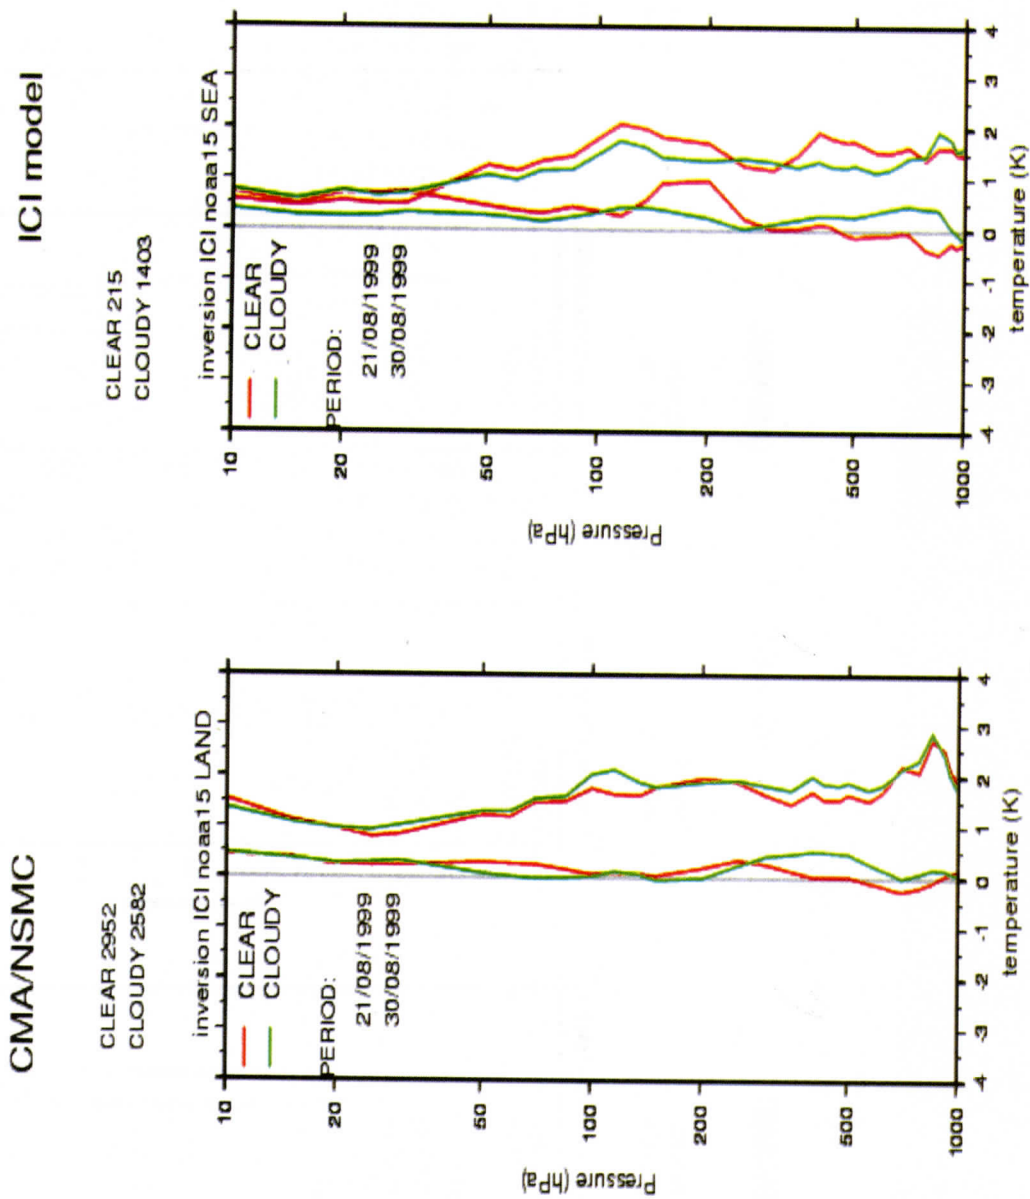 CMA/NSMC
ICI model
CLEAR 2952
CLOUDY 2582
inversion ICI noaa15 LAND
CLEAR
CLOUDY
PERIOD:
21/08/1999
30/08/1999
Pressure (hPa)
10
20
50
100
200
500
1000
-4
-3
-2
-1
0
1
2
3
4
temperature (K)
CLEAR 215
CLOUDY 1403
inversion ICI noaa15 SEA
CLEAR
CLOUDY
PERIOD:
21/08/1999
30/08/1999
Pressure (hPa)
10
20
50
100
200
500
1000
-4
-3
-2
-1
0
1
2
3
4
temperature (K)